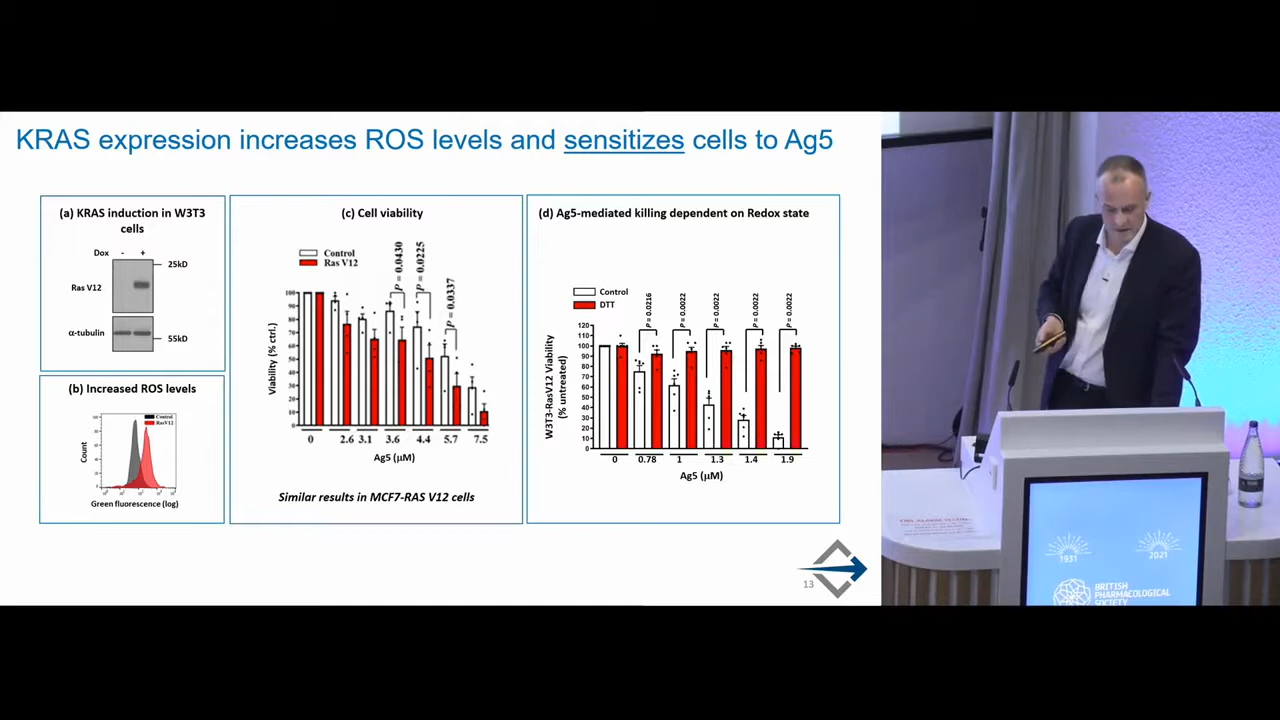 KRAS expression increases ROS levels and sensitizes cells to Ag5
(a) KRAS induction in W3T3
cells
Dox - +
25kD
Ras V12
α-tubulin
55kD
(b) Increased ROS levels
Control
RasV12
Count
Green fluorescence (log)
(c) Cell viability
Control
Ras V12
P = 0.0430
P = 0.0225
P = 0.0337
Viability (% ctrl.)
100
90
80
70
60
50
40
30
20
10
0
0 2.6 3.1 3.6 4.4 5.7 7.5
Ag5 (μM)
Similar results in MCF7-RAS V12 cells
(d) Ag5-mediated killing dependent on Redox state
Control
DTT
P = 0.0216
P = 0.0022
P = 0.0022
P = 0.0022
P = 0.0022
W3T3-RasV12 Viability
(% untreated)
120
110
100
90
80
70
60
50
40
30
20
10
0
0 0.78 1 1.3 1.4 1.9
Ag5 (μM)
13
1931
2021
BRITISH
PHARMACOLOGICAL
SOCIETY